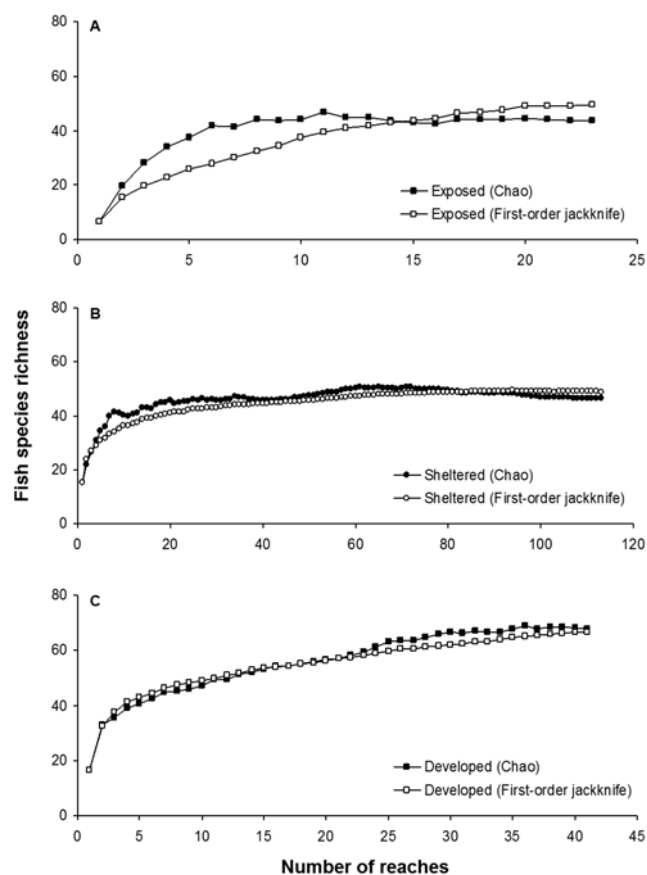 80
A
60
40
20
0
Exposed (Chao)
Exposed (First-order jackknife)
0 5 10 15 20 25
Fish species richness
80
B
60
40
20
0
Sheltered (Chao)
Sheltered (First-order jackknife)
0 20 40 60 80 100 120
80
C
60
40
20
0
Developed (Chao)
Developed (First-order jackknife)
0 5 10 15 20 25 30 35 40 45
Number of reaches